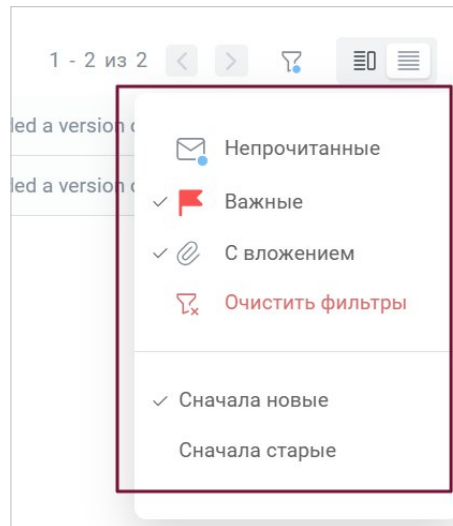 1 - 2 из 2
led a version
Непрочитанные
led a version
Важные
С вложением
Очистить фильтры
Сначала новые
Сначала старые